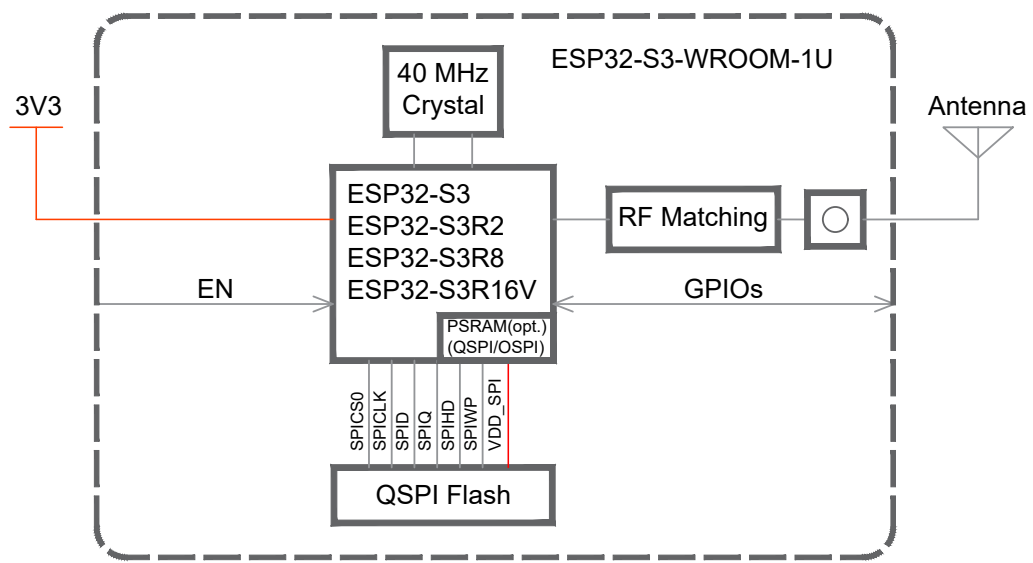 ESP32-S3-WROOM-1U
40 MHz
Crystal
3V3
Antenna
ESP32-S3
ESP32-S3R2
ESP32-S3R8
ESP32-S3R16V
RF Matching
EN
GPIOs
PSRAM(opt.)
(QSPI/OSPI)
SPICS0
SPICLK
SPID
SPIQ
SPIHD
SPIWP
VDD_SPI
QSPI Flash